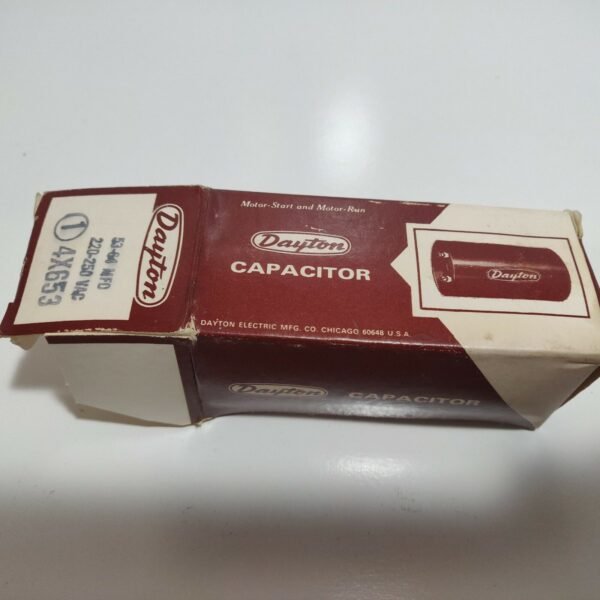 Motor-Start and Motor-Run
Dayton
CAPACITOR
DAYTON ELECTRIC MFG. CO. CHICAGO 60648 U.S.A.
Dayton
Dayton
CAPACITOR
Dayton
53-64 MFD
220-250 VAC
1 4X653